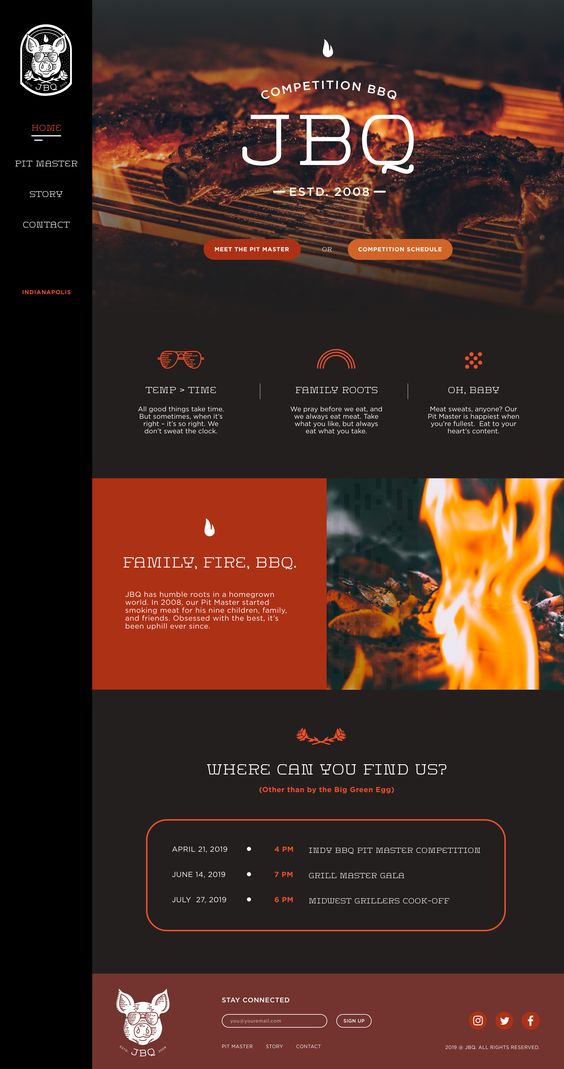 JBQ
HOME
PIT MASTER
STORY
CONTACT
INDIANAPOLIS
COMPETITION BBQ
JBQ
ESTD. 2008
MEET THE PIT MASTER
OR
COMPETITION SCHEDULE
TEMP > TIME
All good things take time.
But sometimes, when it's
right – it's so right. We
don't sweat the clock.
FAMILY ROOTS
We pray before we eat, and
we always eat meat. Take
what you like, but always
eat what you take.
OH, BABY
Meat sweats, anyone? Our
Pit Master is happiest when
you're fullest. Eat to your
heart's content.
FAMILY, FIRE, BBQ.
JBQ has humble roots in a homegrown
world. In 2008, our Pit Master started
smoking meat for his nine children, family,
and friends. Obsessed with the best, it's
been uphill ever since.
WHERE CAN YOU FIND US?
(Other than by the Big Green Egg)
APRIL 21, 2019 4 PM INDY BBQ PIT MASTER COMPETITION
JUNE 14, 2019 7 PM GRILL MASTER GALA
JULY 27, 2019 6 PM MIDWEST GRILLERS COOK-OFF
ESTD. JBQ 2008
STAY CONNECTED
you@youremail.com
SIGN UP
PIT MASTER STORY CONTACT
2019 @ JBQ. ALL RIGHTS RESERVED.